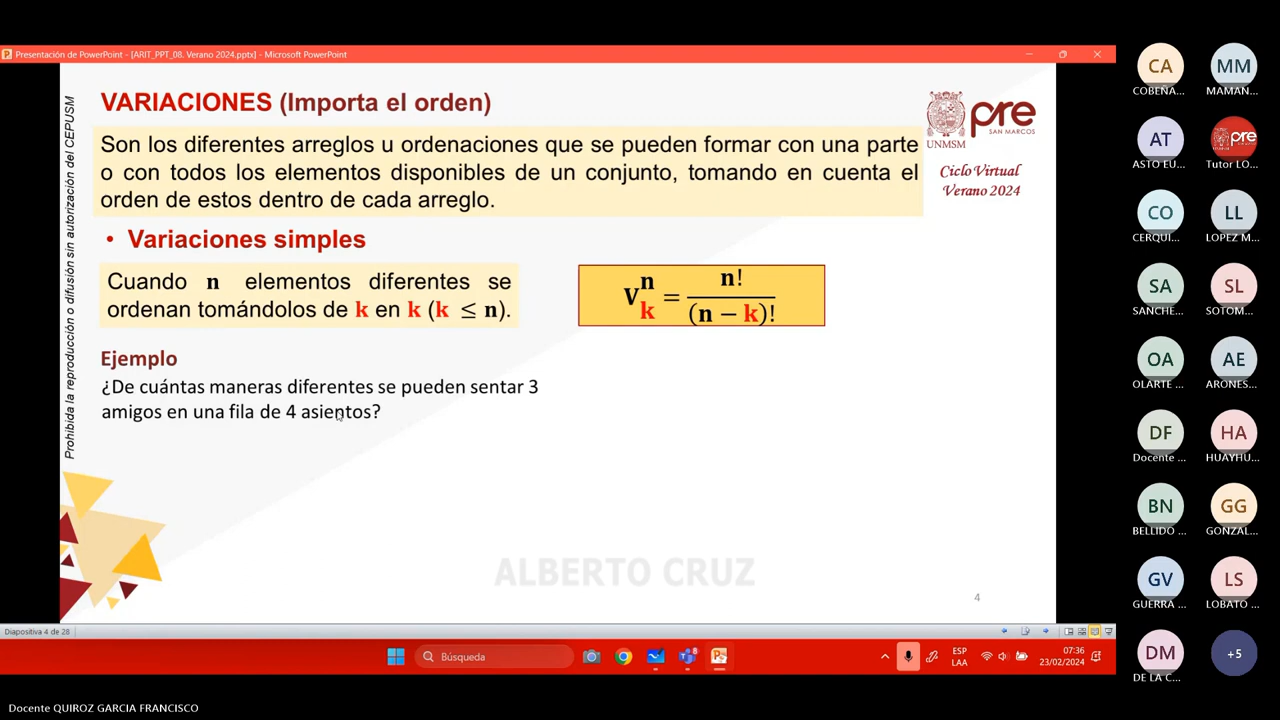 Presentación de PowerPoint - [ARIT_PPT_08. Verano 2024.pptx] - Microsoft PowerPoint
Prohibida la reproducción o difusión sin autorización del CEPUSM
VARIACIONES (Importa el orden)
Son los diferentes arreglos u ordenaciones que se pueden formar con una parte
o con todos los elementos disponibles de un conjunto, tomando en cuenta el
orden de estos dentro de cada arreglo.
UNMSM
pre
SAN MARCOS
Ciclo Virtual
Verano 2024
• Variaciones simples
Cuando n elementos diferentes se
ordenan tomándolos de k en k (k ≤ n).
V n k = n! / (n − k)!
Ejemplo
¿De cuántas maneras diferentes se pueden sentar 3
amigos en una fila de 4 asientos?
ALBERTO CRUZ
4
Diapositiva 4 de 28
Búsqueda
8
ESP
LAA
07:36
23/02/2024
CA
COBEÑA...
MM
MAMAN...
AT
ASTO EU...
pre
Tutor LO...
CO
CERQUI...
LL
LOPEZ M...
SA
SANCHE...
SL
SOTOM...
OA
OLARTE ...
AE
ARONES...
DF
Docente ...
HA
HUAYHU...
BN
BELLIDO ...
GG
GONZAL...
GV
GUERRA ...
LS
LOBATO ...
DM
DE LA C...
+5
Docente QUIROZ GARCIA FRANCISCO